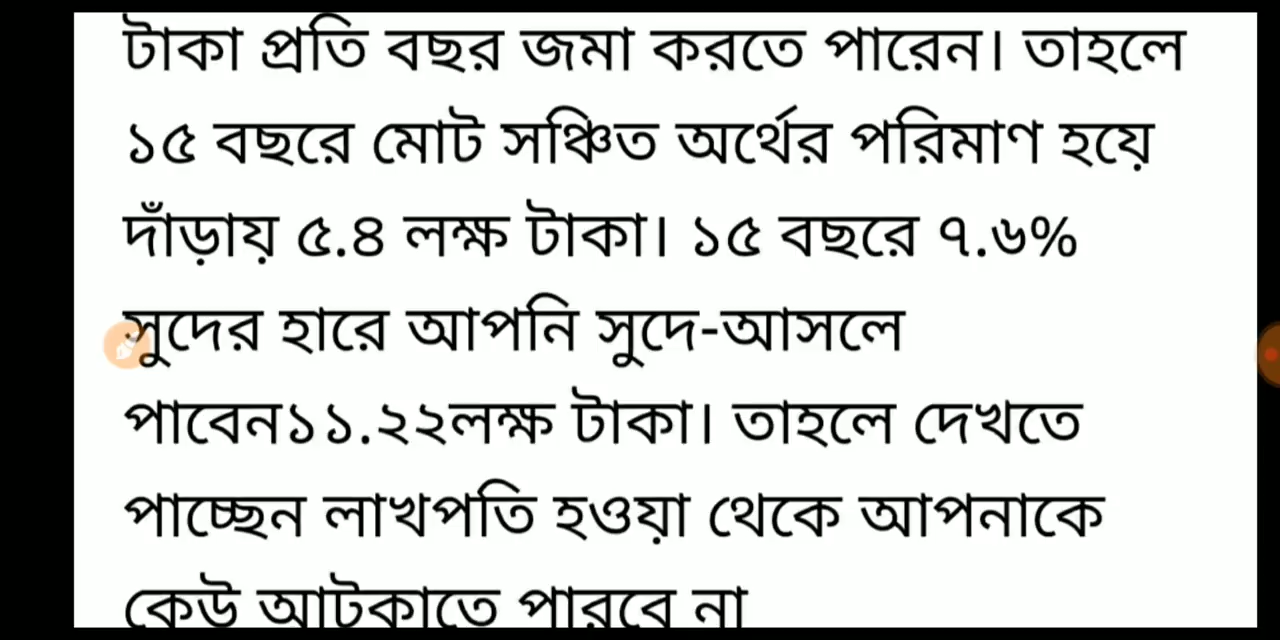 টাকা প্রতি বছর জমা করতে পারেন। তাহলে
১৫ বছরে মোট সঞ্চিত অর্থের পরিমাণ হয়ে
দাঁড়ায় ৫.৪ লক্ষ টাকা। ১৫ বছরে ৭.৬%
সুদের হারে আপনি সুদে-আসলে
পাবেন১১.২২লক্ষ টাকা। তাহলে দেখতে
পাচ্ছেন লাখপতি হওয়া থেকে আপনাকে
কেউ আটকাতে পারবে না